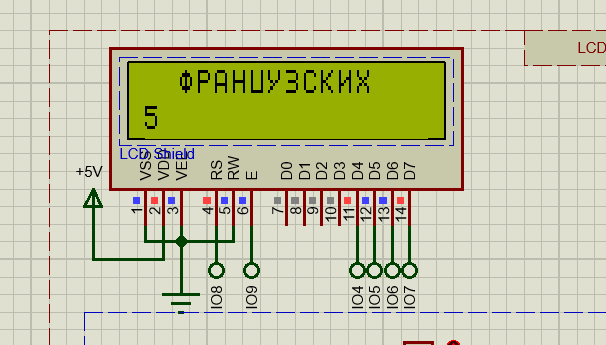 LCD
ФРАНЦУЗСКИХ
5
LCD Shield
+5V
VSS VDD VEE RS RW E D0 D1 D2 D3 D4 D5 D6 D7
1 2 3 4 5 6 7 8 9 10 11 12 13 14
IO8 IO9 IO4 IO5 IO6 IO7